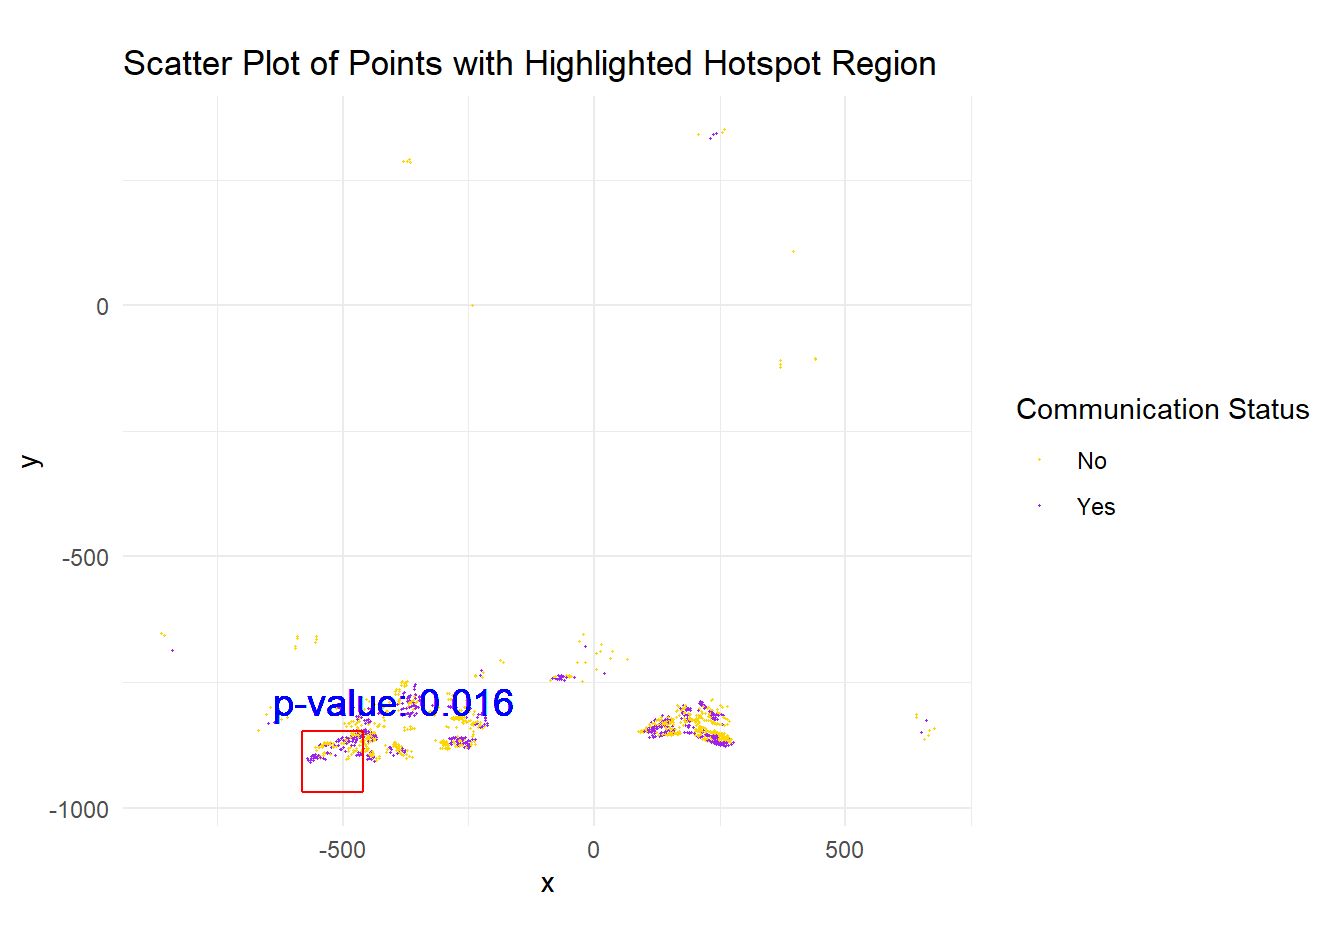 Scatter Plot of Points with Highlighted Hotspot Region
0
-500
-1000
y
p-value: 0.016
-500
0
500
x
Communication Status
No
Yes